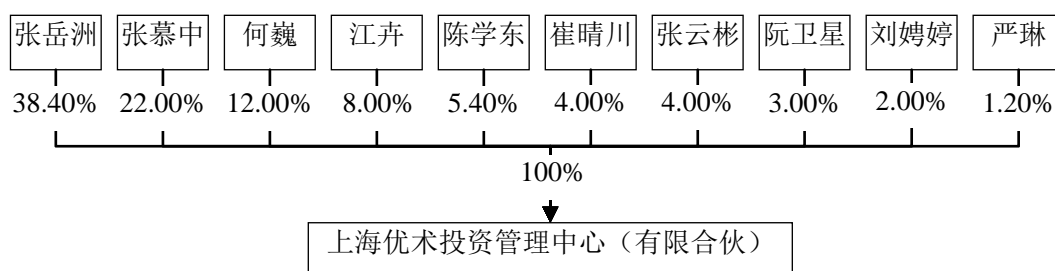 张岳洲 张慕中 何巍 江卉 陈学东 崔晴川 张云彬 阮卫星 刘娉婷 严琳
38.40% 22.00% 12.00% 8.00% 5.40% 4.00% 4.00% 3.00% 2.00% 1.20%
100%
上海优术投资管理中心（有限合伙）